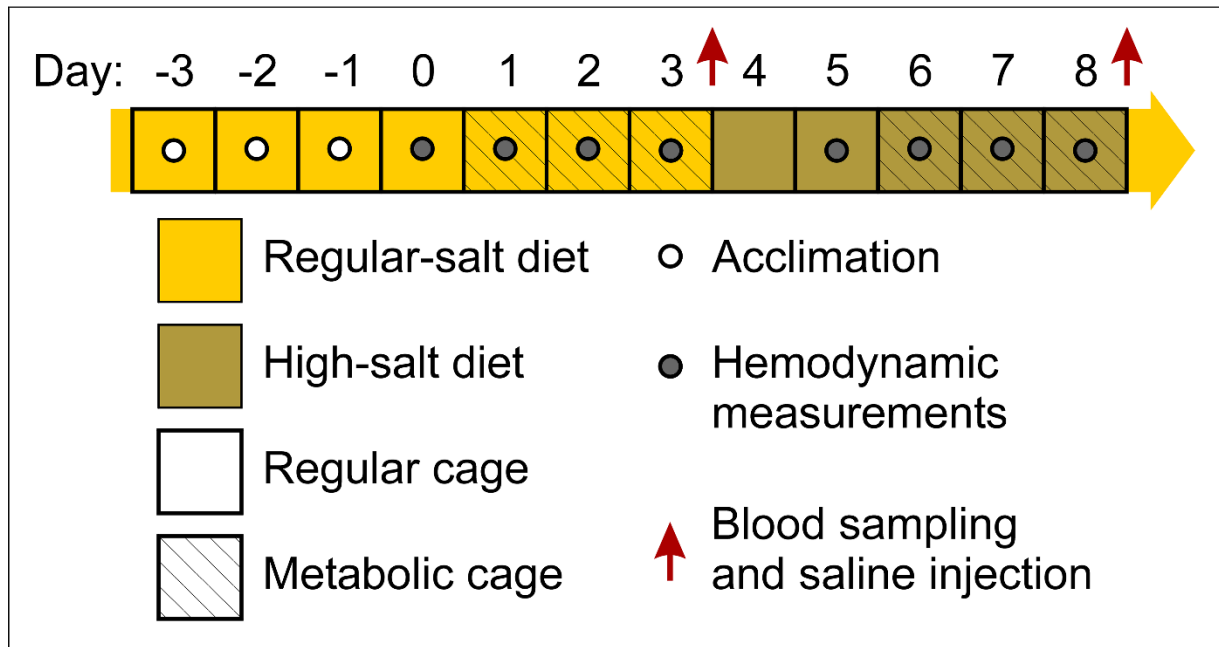 Day: -3 -2 -1 0 1 2 3 4 5 6 7 8
Regular-salt diet
High-salt diet
Regular cage
Metabolic cage
Acclimation
Hemodynamic
measurements
Blood sampling
and saline injection